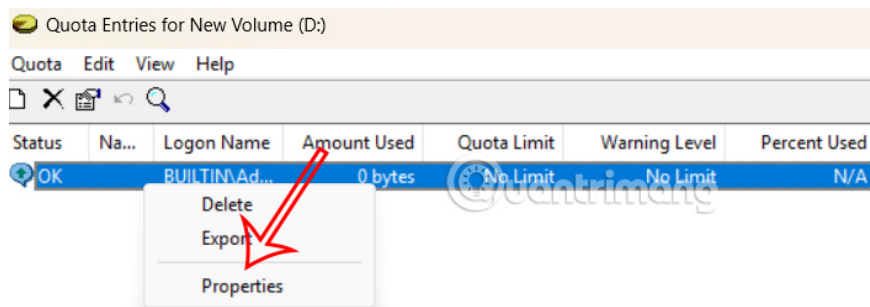 Quota Entries for New Volume (D:)
Quota Edit View Help
Status Na... Logon Name Amount Used Quota Limit Warning Level Percent Used
OK BUILTIN\Ad... 0 bytes No Limit No Limit N/A
Quantrimang
Delete
Export
Properties